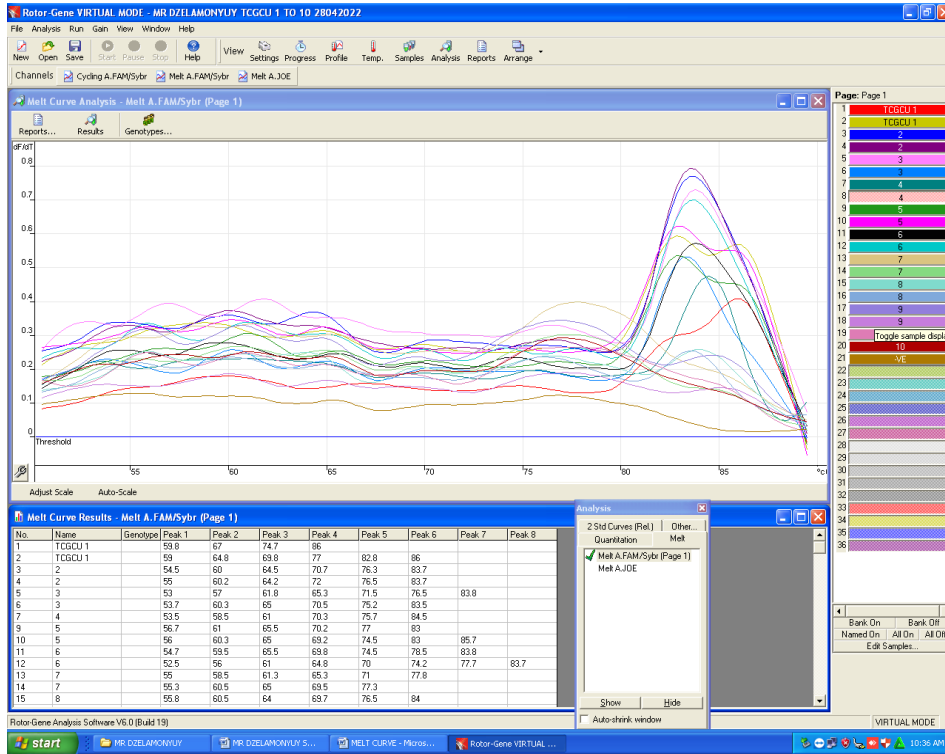 Rotor-Gene VIRTUAL MODE - MR DZELAMONYUY TCGCU 1 TO 10 28042022
File Analysis Run Gain View Window Help
New Open Save Start Pause Stop Help View Settings Progress Profile Temp. Samples Analysis Reports Arrange
Channels Cycling A.FAM/Sybr Melt A.FAM/Sybr Melt A.JOE
Melt Curve Analysis - Melt A.FAM/Sybr (Page 1)
Reports... Results Genotypes...
dF/dT
0.8
0.7
0.6
0.5
0.4
0.3
0.2
0.1
0
Threshold
55 60 65 70 75 80 85 °c
Adjust Scale Auto-Scale
Page: Page 1
1 TCGCU 1
2 TCGCU 1
3 2
4 2
5 3
6 3
7 4
8 4
9 5
10 5
11 6
12 6
13 7
14 7
15 8
16 8
17 9
18 9
19 Toggle sample displa
20 10
21 -VE
22
23
24
25
26
27
28
29
30
31
32
33
34
35
36
Bank On Bank Off
Named On All On All Off
Edit Samples...
Melt Curve Results - Melt A.FAM/Sybr (Page 1)
No. Name Genotype Peak 1 Peak 2 Peak 3 Peak 4 Peak 5 Peak 6 Peak 7 Peak 8
1 TCGCU 1 59.8 67 74.7 86
2 TCGCU 1 59 64.8 69.8 77 82.8 86
3 2 54.5 60 64.5 70.7 76.3 83.7
4 2 55 60.2 64.2 72 76.5 83.7
5 3 53 57 61.8 65.3 71.5 76.5 83.8
6 3 53.7 60.3 65 70.5 75.2 83.5
7 4 53.5 58.5 61 70.3 75.7 84.5
9 5 56.7 61 65.5 70.2 77 83
10 5 56 60.3 65 69.2 74.5 83 85.7
11 6 54.7 59.5 65.5 69.8 74.5 78.5 83.8
12 6 52.5 56 61 64.8 70 74.2 77.7 83.7
13 7 55 58.5 61.3 65.3 71 77.8
14 7 55.3 60.5 65 69.5 77.3
15 8 55.8 60.5 64 69.7 76.5 84
Analysis
2 Std Curves (Rel.) Other...
Quantitation Melt
Melt A.FAM/Sybr (Page 1)
Melt A.JOE
Show Hide
Auto-shrink window
Rotor-Gene Analysis Software V6.0 (Build 19) VIRTUAL MODE
start MR DZELAMONYUY MR DZELAMONYUY S... MELT CURVE - Micros... Rotor-Gene VIRTUAL ... 10:36 AM